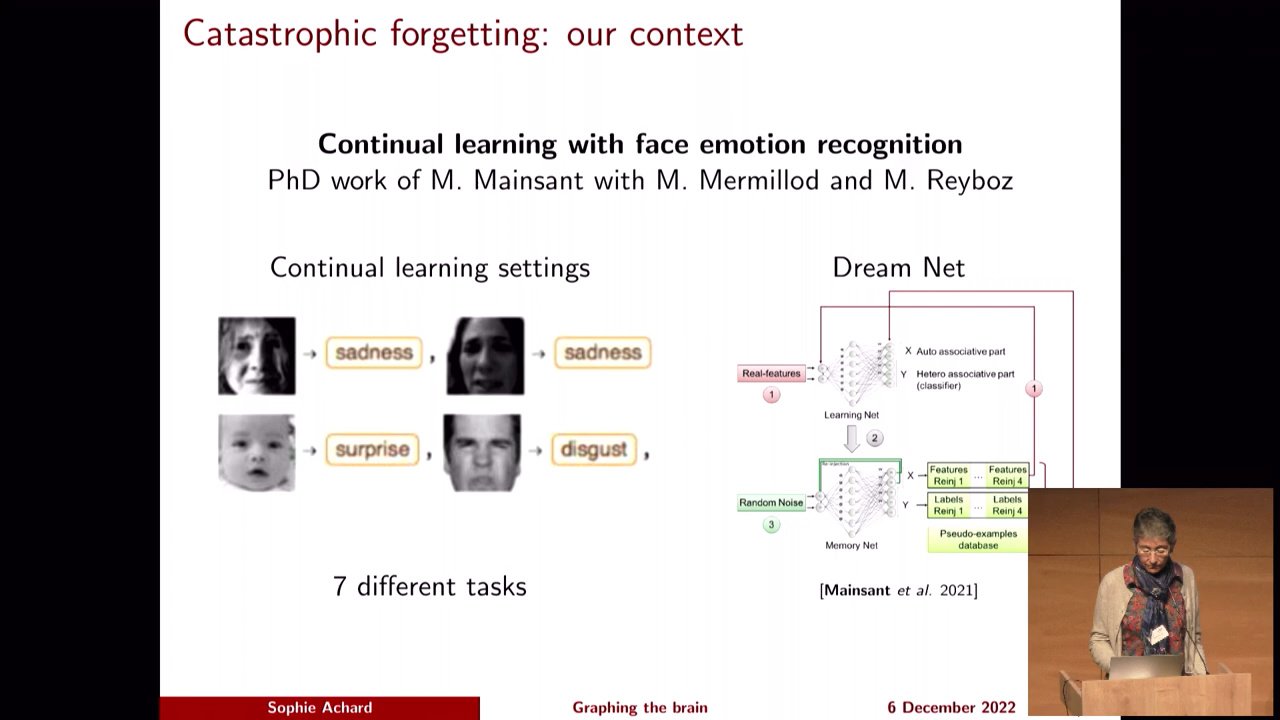 Catastrophic forgetting: our context
Continual learning with face emotion recognition
PhD work of M. Mainsant with M. Mermillod and M. Reyboz
Continual learning settings
sadness , sadness
surprise , disgust ,
7 different tasks
Dream Net
X Auto associative part
Real-features
Y Hetero associative part
(classifier)
1
1
Learning Net
2
X Features Reinj 1 ... Features Reinj 4
Random Noise
Y Labels Reinj 1 ... Labels Reinj 4
3
Pseudo-examples
database
Memory Net
[Mainsant et al. 2021]
Sophie Achard Graphing the brain 6 December 2022